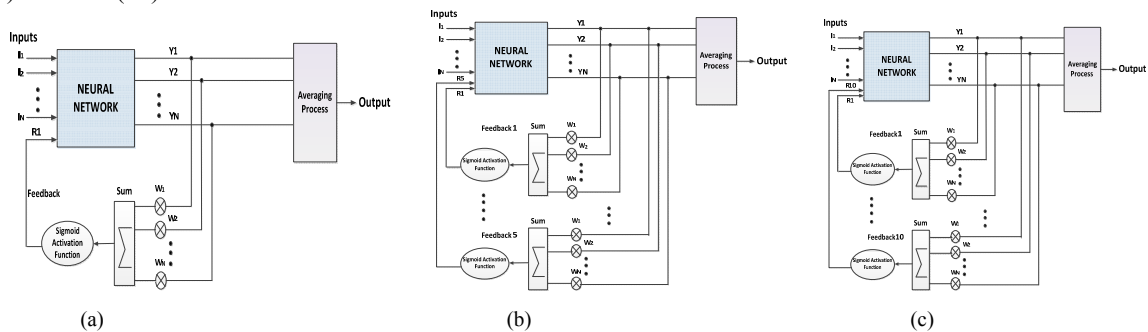 Inputs
I1
I2
IN
R1
NEURAL NETWORK
Y1
Y2
YN
Averaging Process
Output
Feedback
Sum
W1
W2
WN
Sigmoid Activation Function
Σ
(a)
Inputs
I1
I2
IN
R5
R1
NEURAL NETWORK
Y1
Y2
YN
Averaging Process
Output
Feedback 1
Sum
W1
W2
WN
Sigmoid Activation Function
Σ
Feedback 5
Sum
W1
W2
WN
Sigmoid Activation Function
Σ
(b)
Inputs
I1
I2
IN
R10
R1
NEURAL NETWORK
Y1
Y2
YN
Averaging Process
Output
Feedback1
Sum
W1
W2
WN
Sigmoid Activation Function
Σ
Feedback10
Sum
W1
W2
WN
Sigmoid Activation Function
Σ
(c)